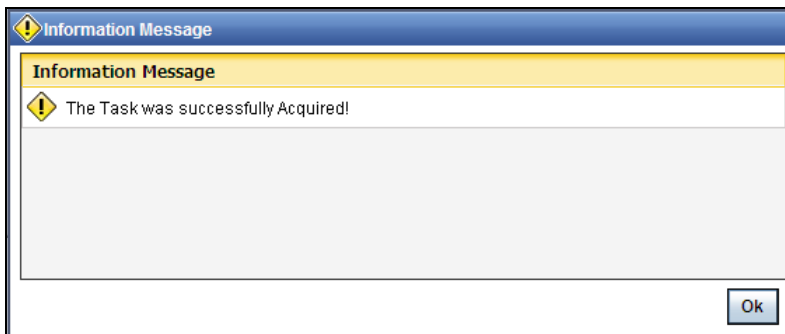 Information Message
Information Message
The Task was successfully Acquired!
Ok